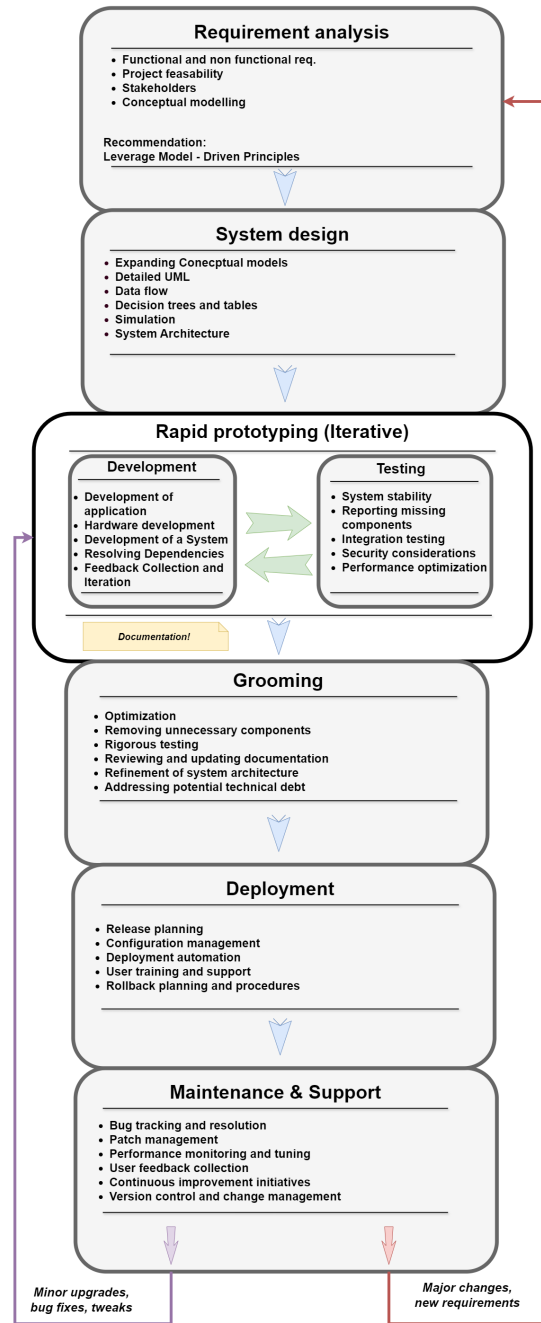 Requirement analysis
Functional and non functional req.
Project feasability
Stakeholders
Conceptual modelling
Recommendation:
Leverage Model - Driven Principles
System design
Expanding Conecptual models
Detailed UML
Data flow
Decision trees and tables
Simulation
System Architecture
Rapid prototyping (Iterative)
Development
Development of
application
Hardware development
Development of a System
Resolving Dependencies
Feedback Collection and
Iteration
Testing
System stability
Reporting missing
components
Integration testing
Security considerations
Performance optimization
Documentation!
Grooming
Optimization
Removing unnecessary components
Rigorous testing
Reviewing and updating documentation
Refinement of system architecture
Addressing potential technical debt
Deployment
Release planning
Configuration management
Deployment automation
User training and support
Rollback planning and procedures
Maintenance & Support
Bug tracking and resolution
Patch management
Performance monitoring and tuning
User feedback collection
Continuous improvement initiatives
Version control and change management
Minor upgrades,
bug fixes, tweaks
Major changes,
new requirements